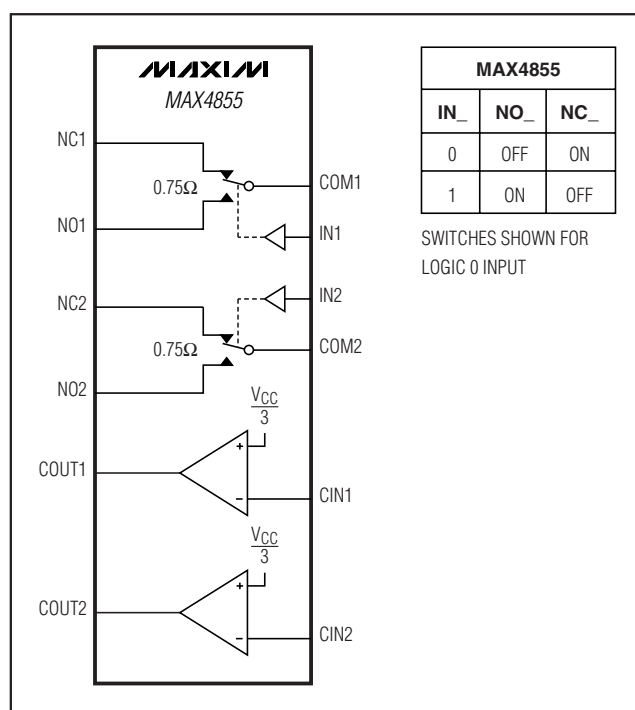 MAXIM
MAX4855
NC1
0.75Ω
NO1
COM1
IN1
NC2
0.75Ω
NO2
IN2
COM2
VCC
3
+
−
COUT1
CIN1
VCC
3
+
−
COUT2
CIN2
MAX4855
IN_ NO_ NC_
0 OFF ON
1 ON OFF
SWITCHES SHOWN FOR
LOGIC 0 INPUT